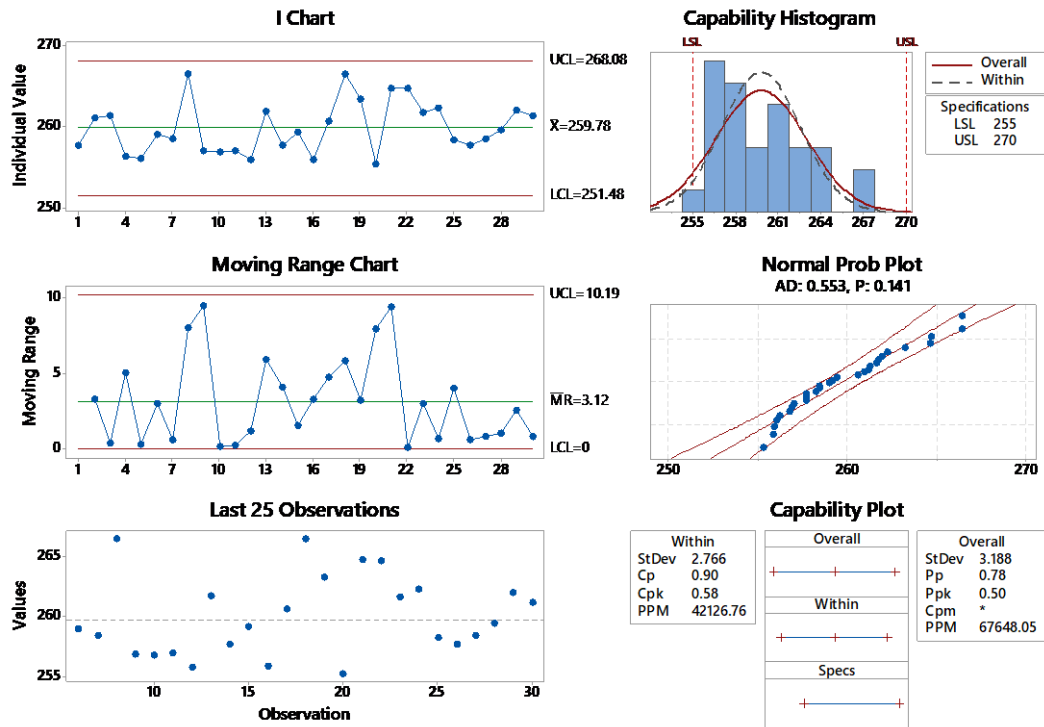 I Chart
Individual Value
270
260
250
UCL=268.08
X̄=259.78
LCL=251.48
1 4 7 10 13 16 19 22 25 28
Capability Histogram
LSL USL
255 258 261 264 267 270
Overall
Within
Specifications
LSL 255
USL 270
Moving Range Chart
Moving Range
10
5
0
UCL=10.19
M̄R̄=3.12
LCL=0
1 4 7 10 13 16 19 22 25 28
Normal Prob Plot
AD: 0.553, P: 0.141
250 260 270
Last 25 Observations
Values
265
260
255
10 15 20 25 30
Observation
Capability Plot
Within
StDev 2.766
Cp 0.90
Cpk 0.58
PPM 42126.76
Overall
Within
Specs
Overall
StDev 3.188
Pp 0.78
Ppk 0.50
Cpm *
PPM 67648.05